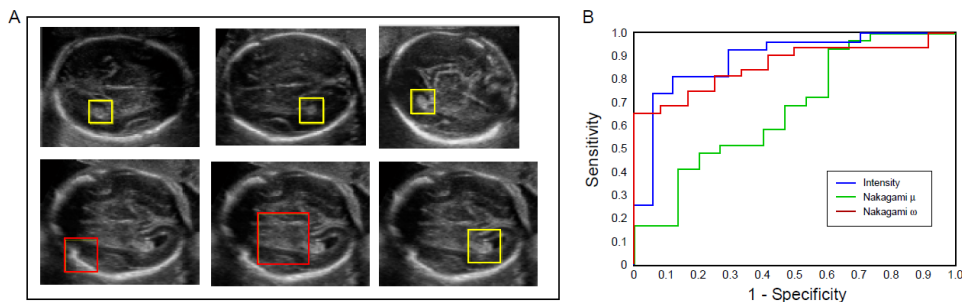 A
B
Sensitivity
1.0
0.9
0.8
0.7
0.6
0.5
0.4
0.3
0.2
0.1
0
Intensity
Nakagami μ
Nakagami ω
0 0.1 0.2 0.3 0.4 0.5 0.6 0.7 0.8 0.9 1.0
1 - Specificity